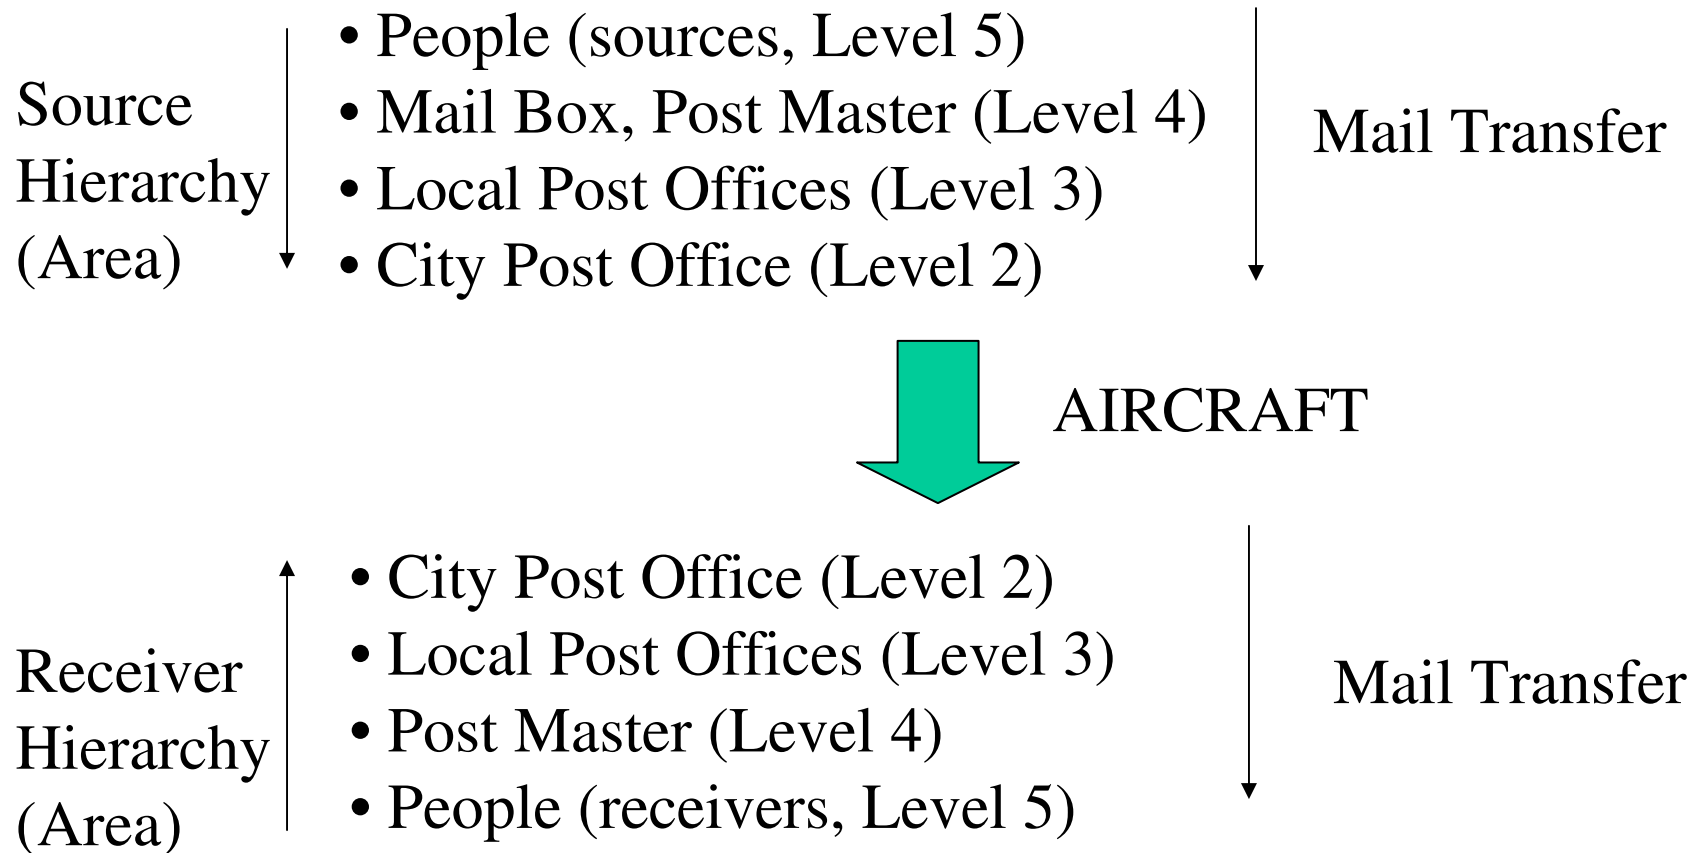 Source
Hierarchy
(Area)
• People (sources, Level 5)
• Mail Box, Post Master (Level 4)
• Local Post Offices (Level 3)
• City Post Office (Level 2)
Mail Transfer
AIRCRAFT
Receiver
Hierarchy
(Area)
• City Post Office (Level 2)
• Local Post Offices (Level 3)
• Post Master (Level 4)
• People (receivers, Level 5)
Mail Transfer